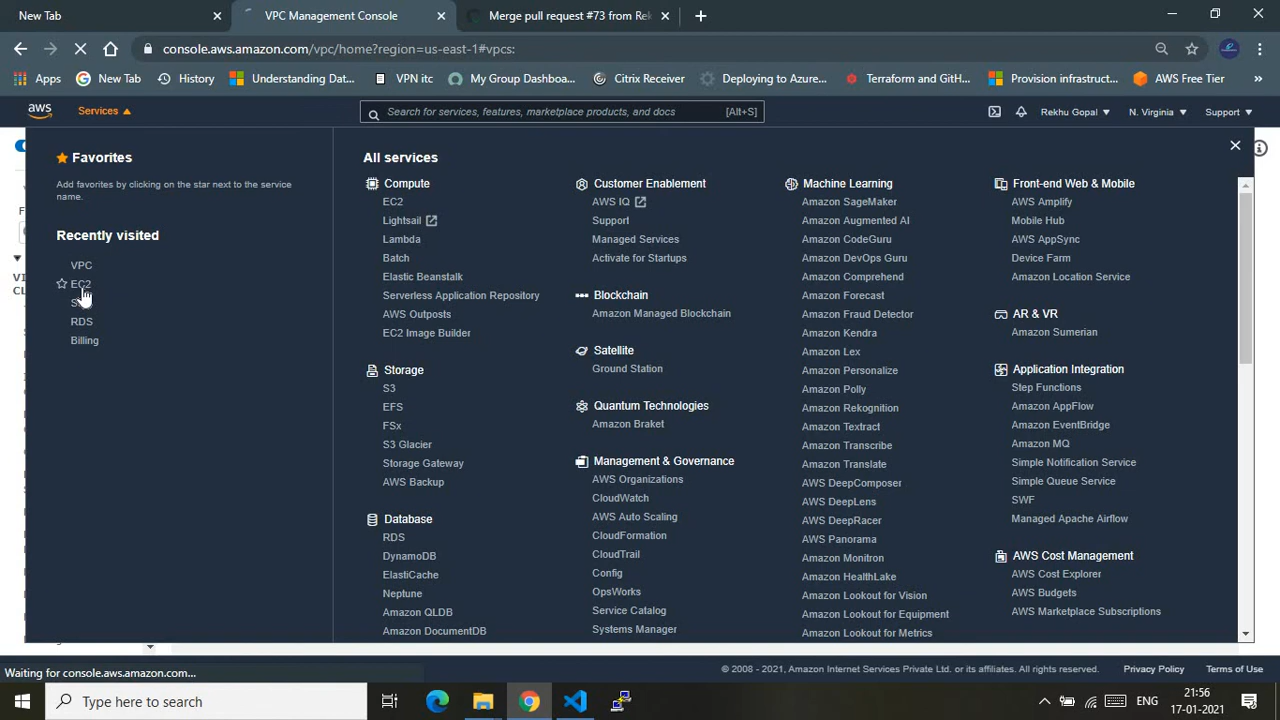 New Tab
VPC Management Console
Merge pull request #73 from Rek
console.aws.amazon.com/vpc/home?region=us-east-1#vpcs:
Apps
New Tab
History
Understanding Dat...
VPN itc
My Group Dashboa...
Citrix Receiver
Deploying to Azure...
Terraform and GitH...
Provision infrastruct...
AWS Free Tier
»
aws
Services
Search for services, features, marketplace products, and docs
[Alt+S]
Rekhu Gopal
N. Virginia
Support
Favorites
Add favorites by clicking on the star next to the service
name.
Recently visited
VPC
EC2
RDS
Billing
All services
Compute
EC2
Lightsail
Lambda
Batch
Elastic Beanstalk
Serverless Application Repository
AWS Outposts
EC2 Image Builder
Storage
S3
EFS
FSx
S3 Glacier
Storage Gateway
AWS Backup
Database
RDS
DynamoDB
ElastiCache
Neptune
Amazon QLDB
Amazon DocumentDB
Customer Enablement
AWS IQ
Support
Managed Services
Activate for Startups
Blockchain
Amazon Managed Blockchain
Satellite
Ground Station
Quantum Technologies
Amazon Braket
Management & Governance
AWS Organizations
CloudWatch
AWS Auto Scaling
CloudFormation
CloudTrail
Config
OpsWorks
Service Catalog
Systems Manager
Machine Learning
Amazon SageMaker
Amazon Augmented AI
Amazon CodeGuru
Amazon DevOps Guru
Amazon Comprehend
Amazon Forecast
Amazon Fraud Detector
Amazon Kendra
Amazon Lex
Amazon Personalize
Amazon Polly
Amazon Rekognition
Amazon Textract
Amazon Transcribe
Amazon Translate
AWS DeepComposer
AWS DeepLens
AWS DeepRacer
AWS Panorama
Amazon Monitron
Amazon HealthLake
Amazon Lookout for Vision
Amazon Lookout for Equipment
Amazon Lookout for Metrics
Front-end Web & Mobile
AWS Amplify
Mobile Hub
AWS AppSync
Device Farm
Amazon Location Service
AR & VR
Amazon Sumerian
Application Integration
Step Functions
Amazon AppFlow
Amazon EventBridge
Amazon MQ
Simple Notification Service
Simple Queue Service
SWF
Managed Apache Airflow
AWS Cost Management
AWS Cost Explorer
AWS Budgets
AWS Marketplace Subscriptions
Waiting for console.aws.amazon.com...
© 2008 - 2021, Amazon Internet Services Private Ltd. or its affiliates. All rights reserved.
Privacy Policy
Terms of Use
Type here to search
ENG
21:56
17-01-2021